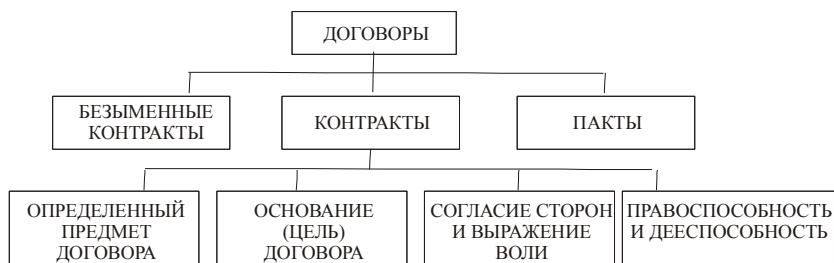 ДОГОВОРЫ
БЕЗЫМЕННЫЕ
КОНТРАКТЫ
КОНТРАКТЫ
ПАКТЫ
ОПРЕДЕЛЕННЫЙ
ПРЕДМЕТ
ДОГОВОРА
ОСНОВАНИЕ
(ЦЕЛЬ)
ДОГОВОРА
СОГЛАСИЕ СТОРОН
И ВЫРАЖЕНИЕ
ВОЛИ
ПРАВОСПОСОБНОСТЬ
И ДЕЕСПОСОБНОСТЬ